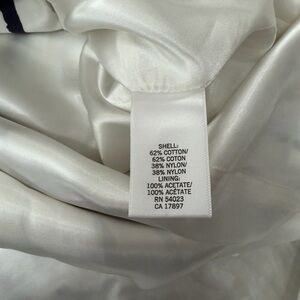 SHELL:
62% COTTON/
62% COTON
38% NYLON/
38% NYLON
LINING:
100% ACETATE/
100% ACÉTATE
RN 54023
CA 17897